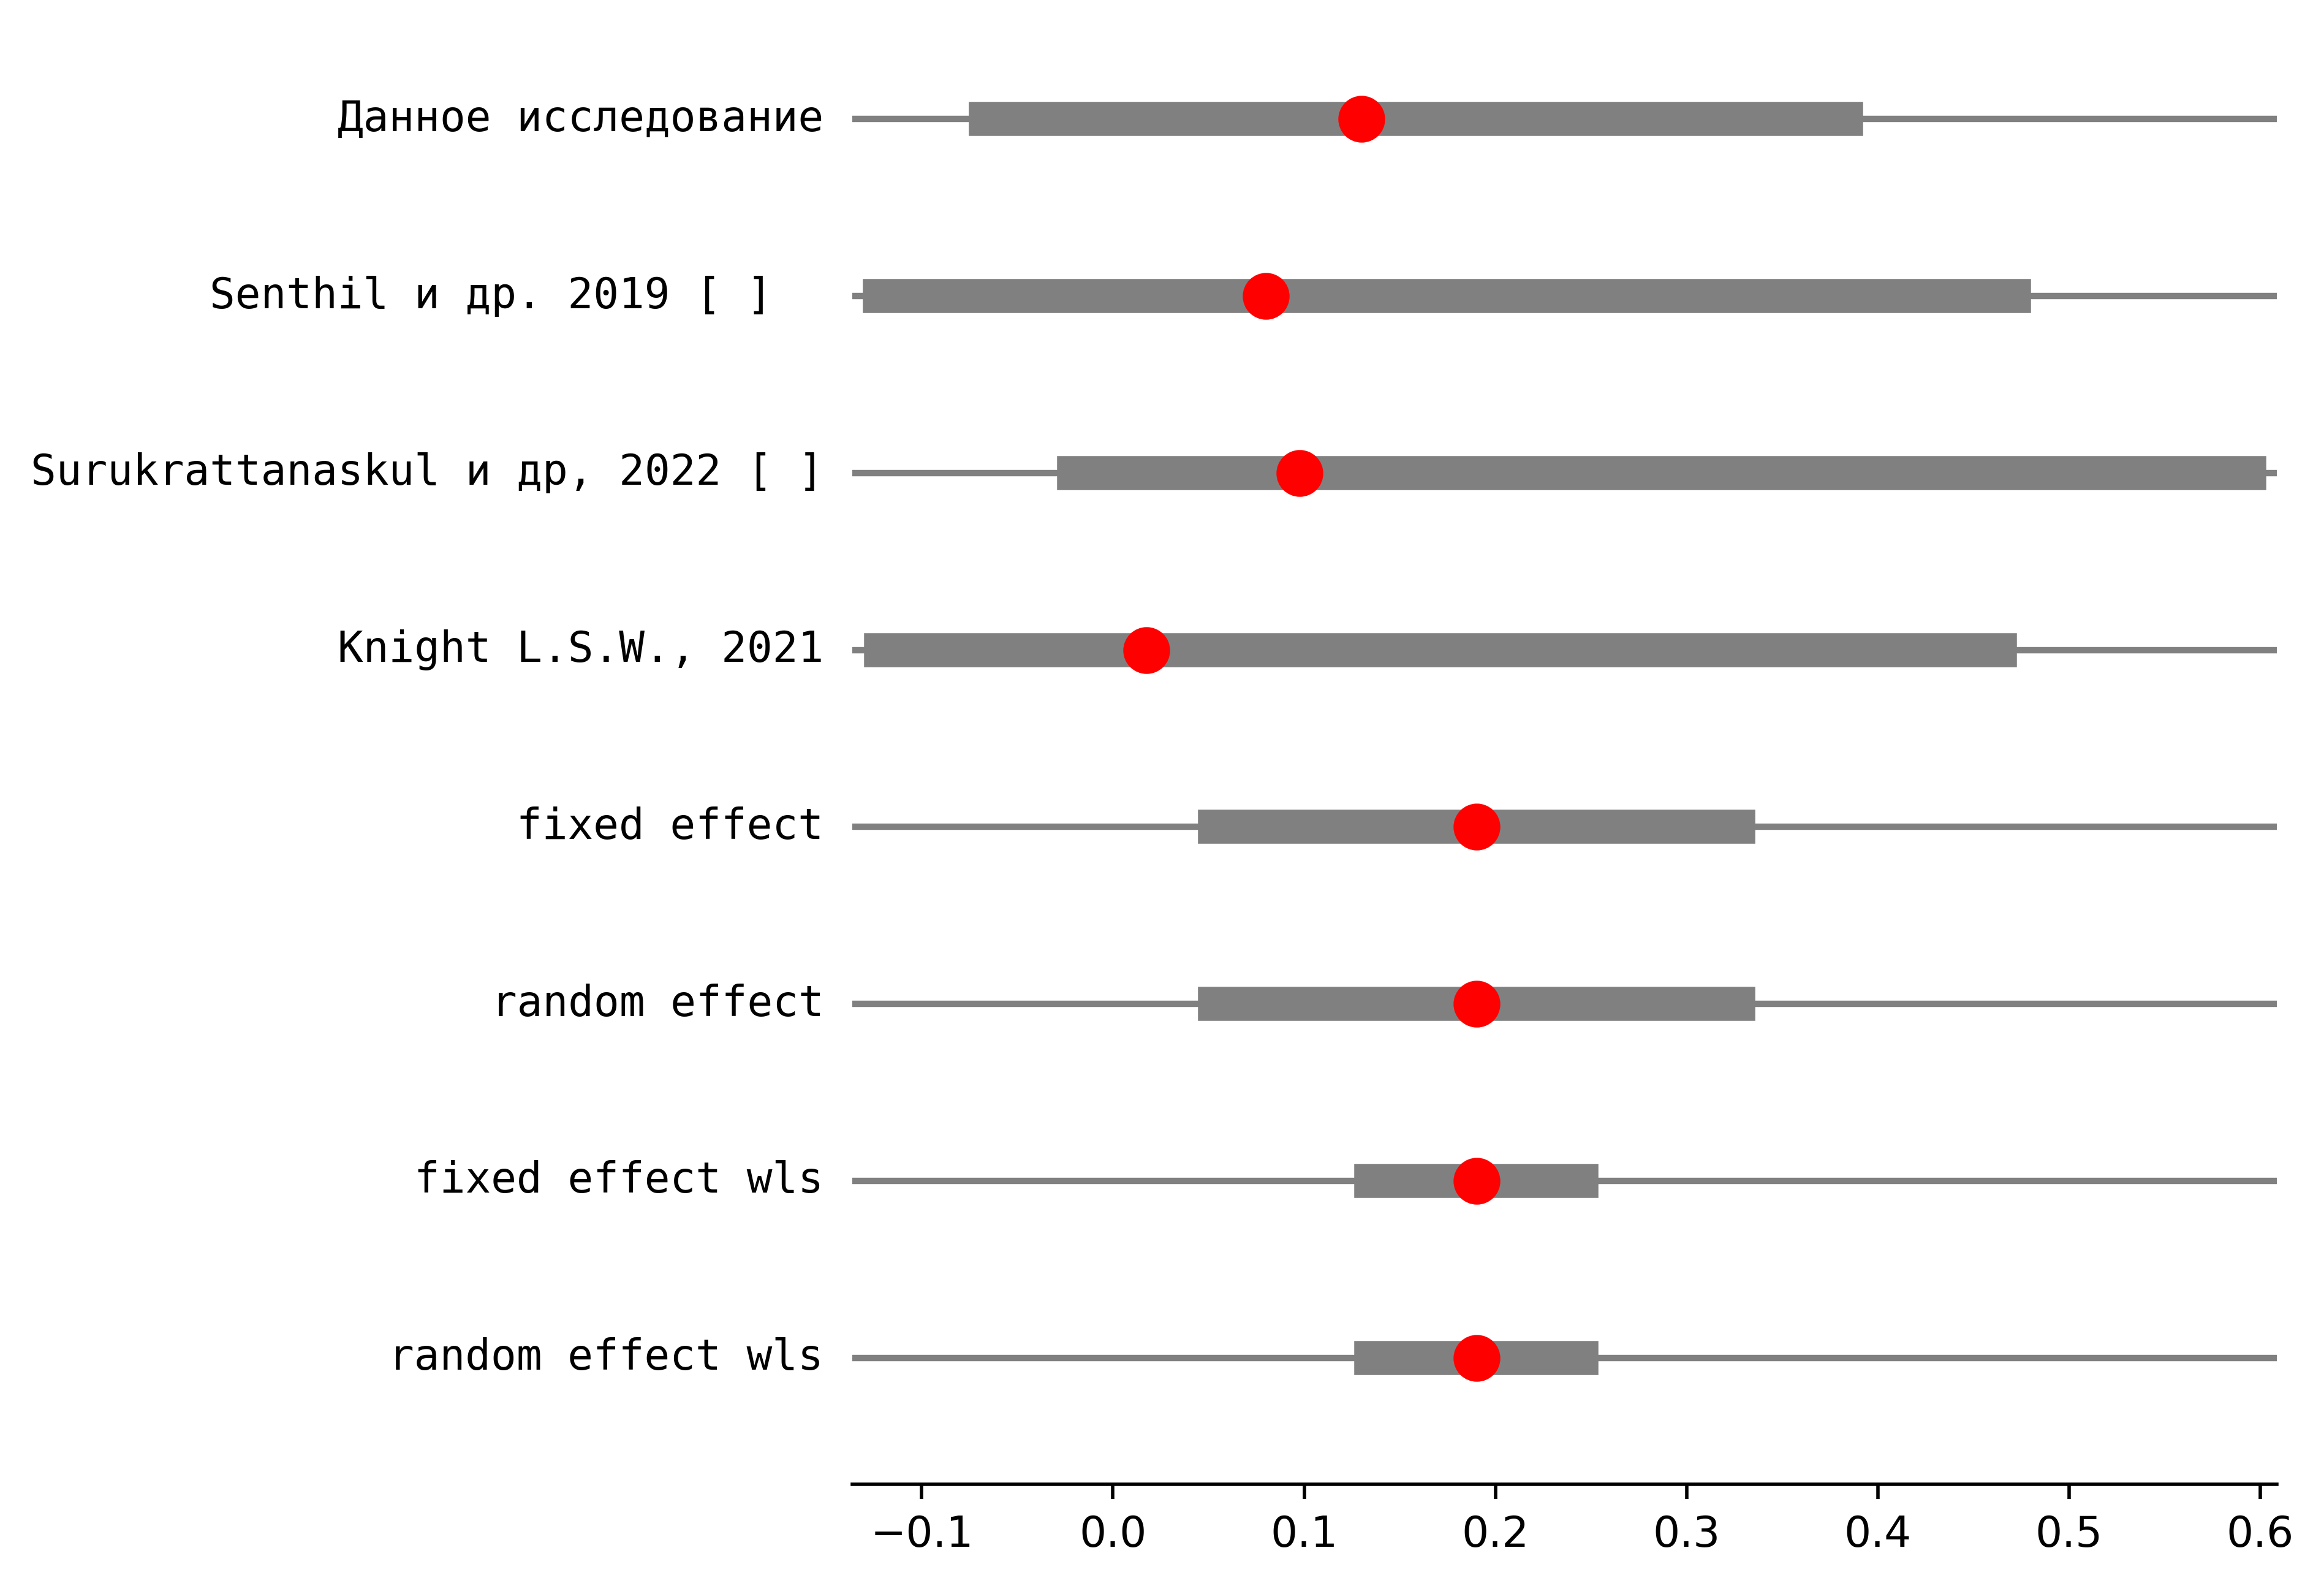 Данное исследование
Senthil и др. 2019 [ ]
Surukrattanaskul и др, 2022 [ ]
Knight L.S.W., 2021
fixed effect
random effect
fixed effect wls
random effect wls
−0.1 0.0 0.1 0.2 0.3 0.4 0.5 0.6